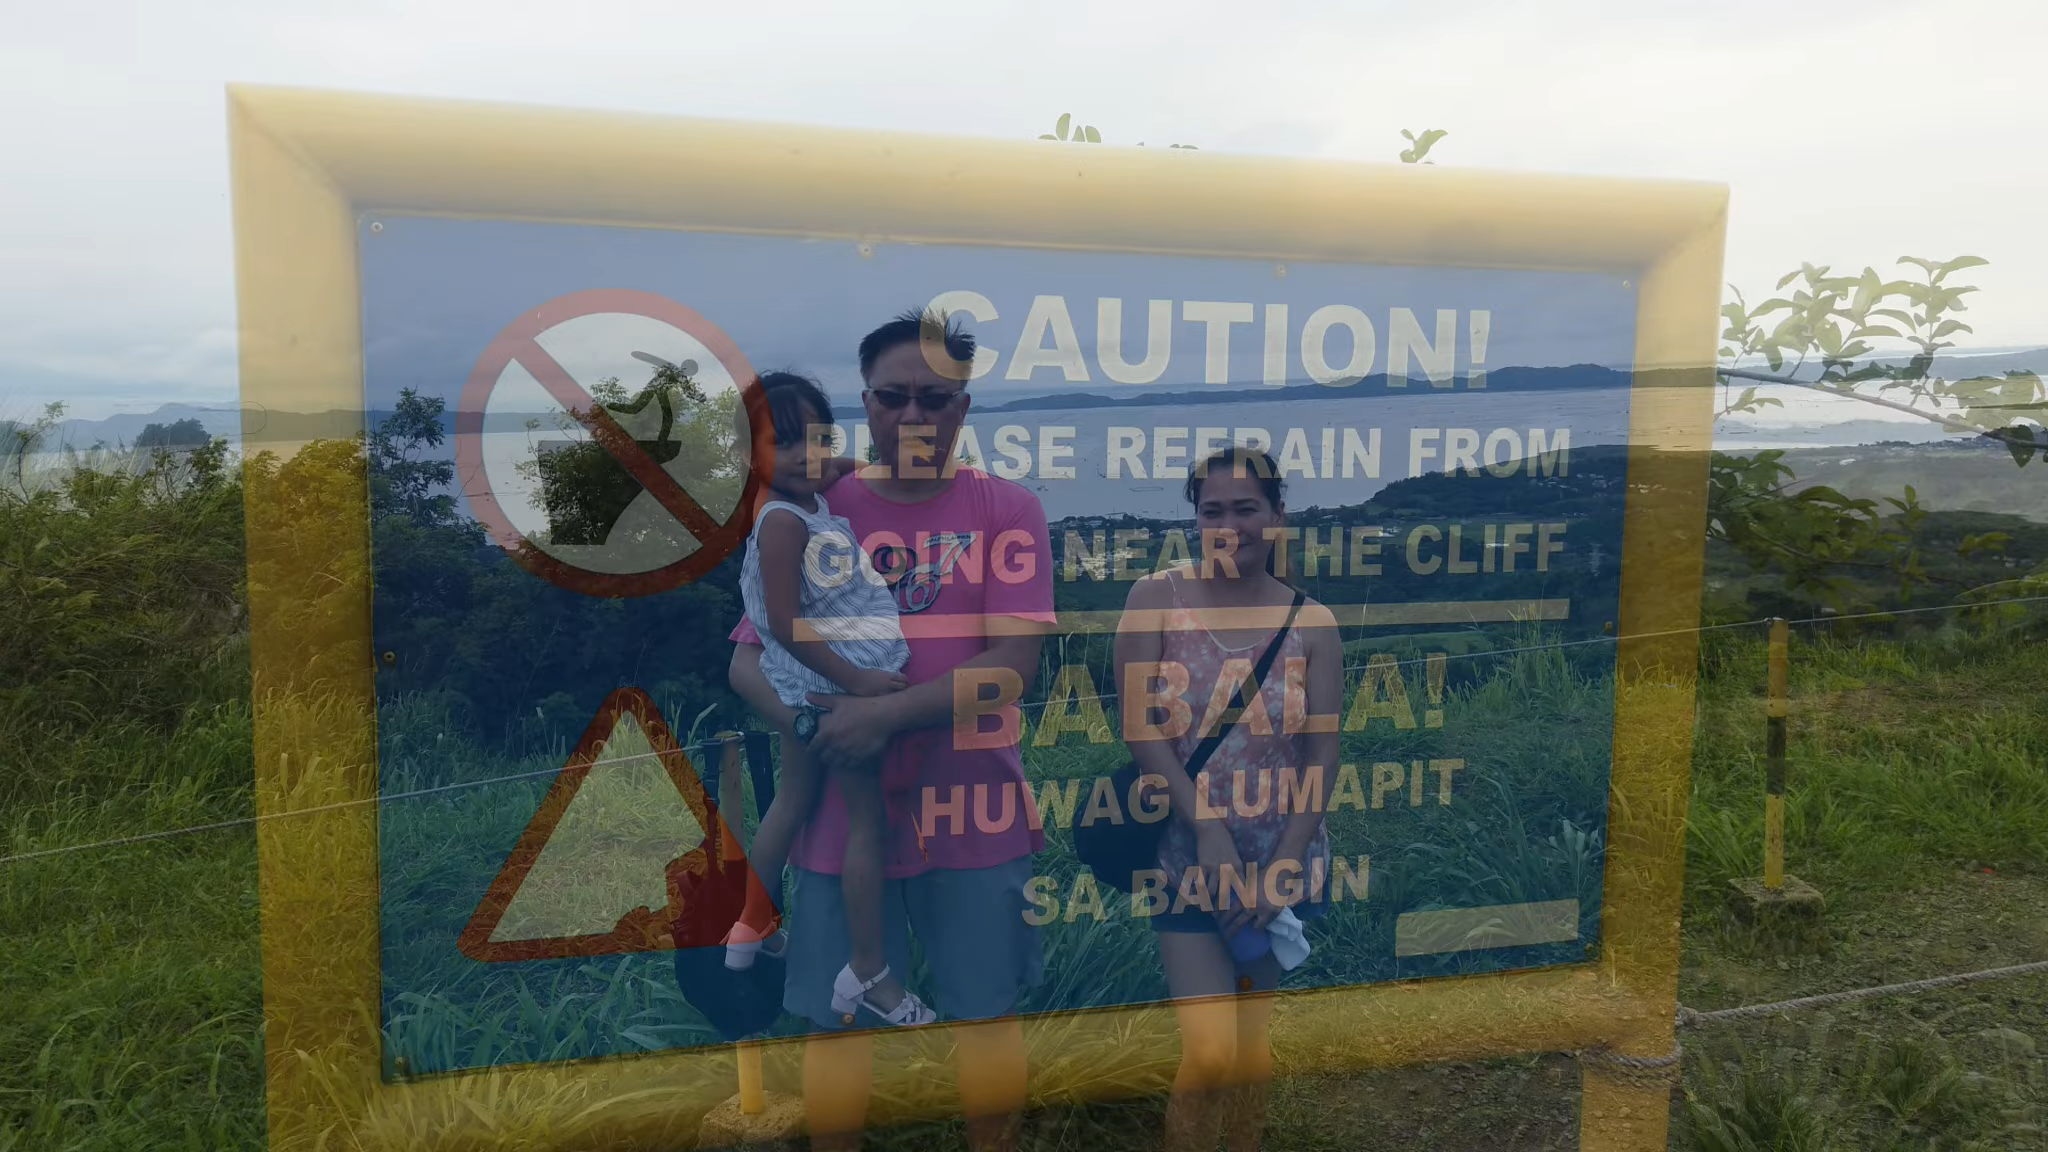 CAUTION!
PLEASE REFRAIN FROM
GOING NEAR THE CLIFF
BABALA!
HUWAG LUMAPIT
SA BANGIN